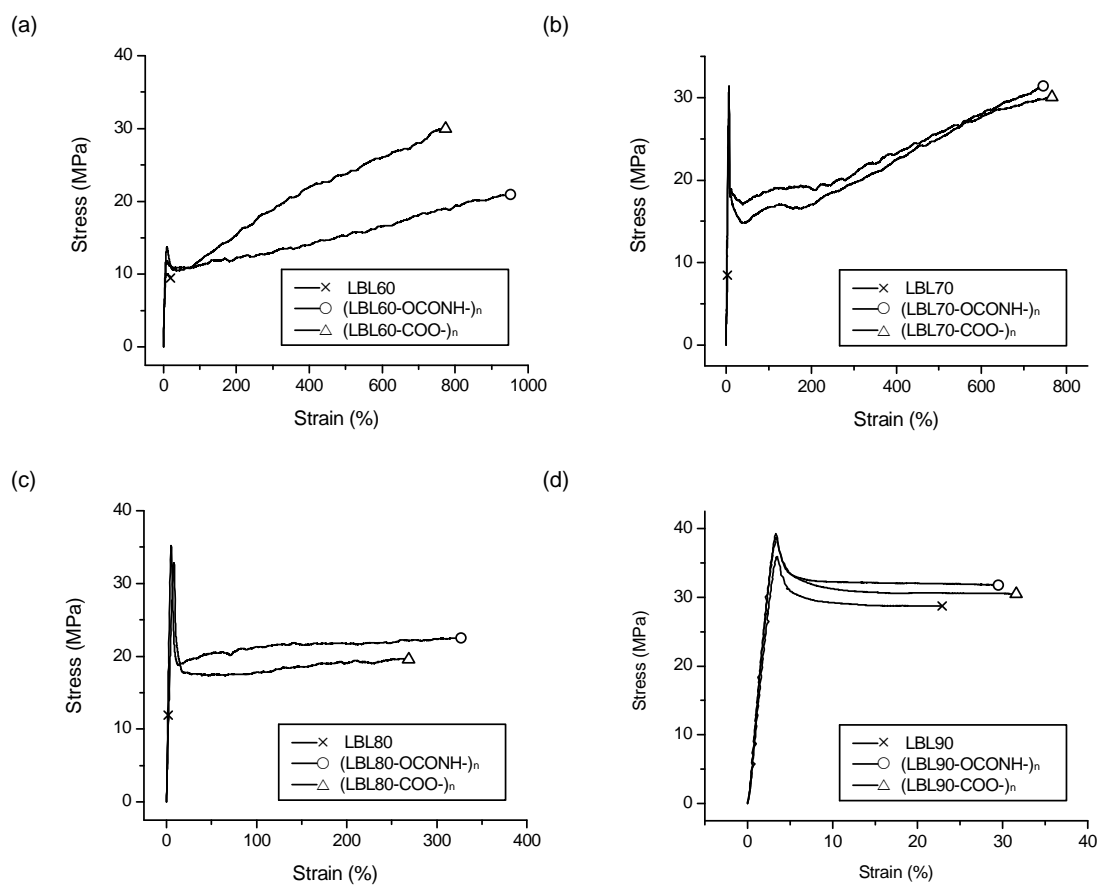 (a)
40
30
20
10
0
Stress (MPa)
0 200 400 600 800 1000
Strain (%)
LBL60
(LBL60-OCONH-)n
(LBL60-COO-)n
(b)
30
20
10
0
Stress (MPa)
0 200 400 600 800
Strain (%)
LBL70
(LBL70-OCONH-)n
(LBL70-COO-)n
(c)
40
30
20
10
0
Stress (MPa)
0 100 200 300 400
Strain (%)
LBL80
(LBL80-OCONH-)n
(LBL80-COO-)n
(d)
40
30
20
10
0
Stress (MPa)
0 10 20 30 40
Strain (%)
LBL90
(LBL90-OCONH-)n
(LBL90-COO-)n